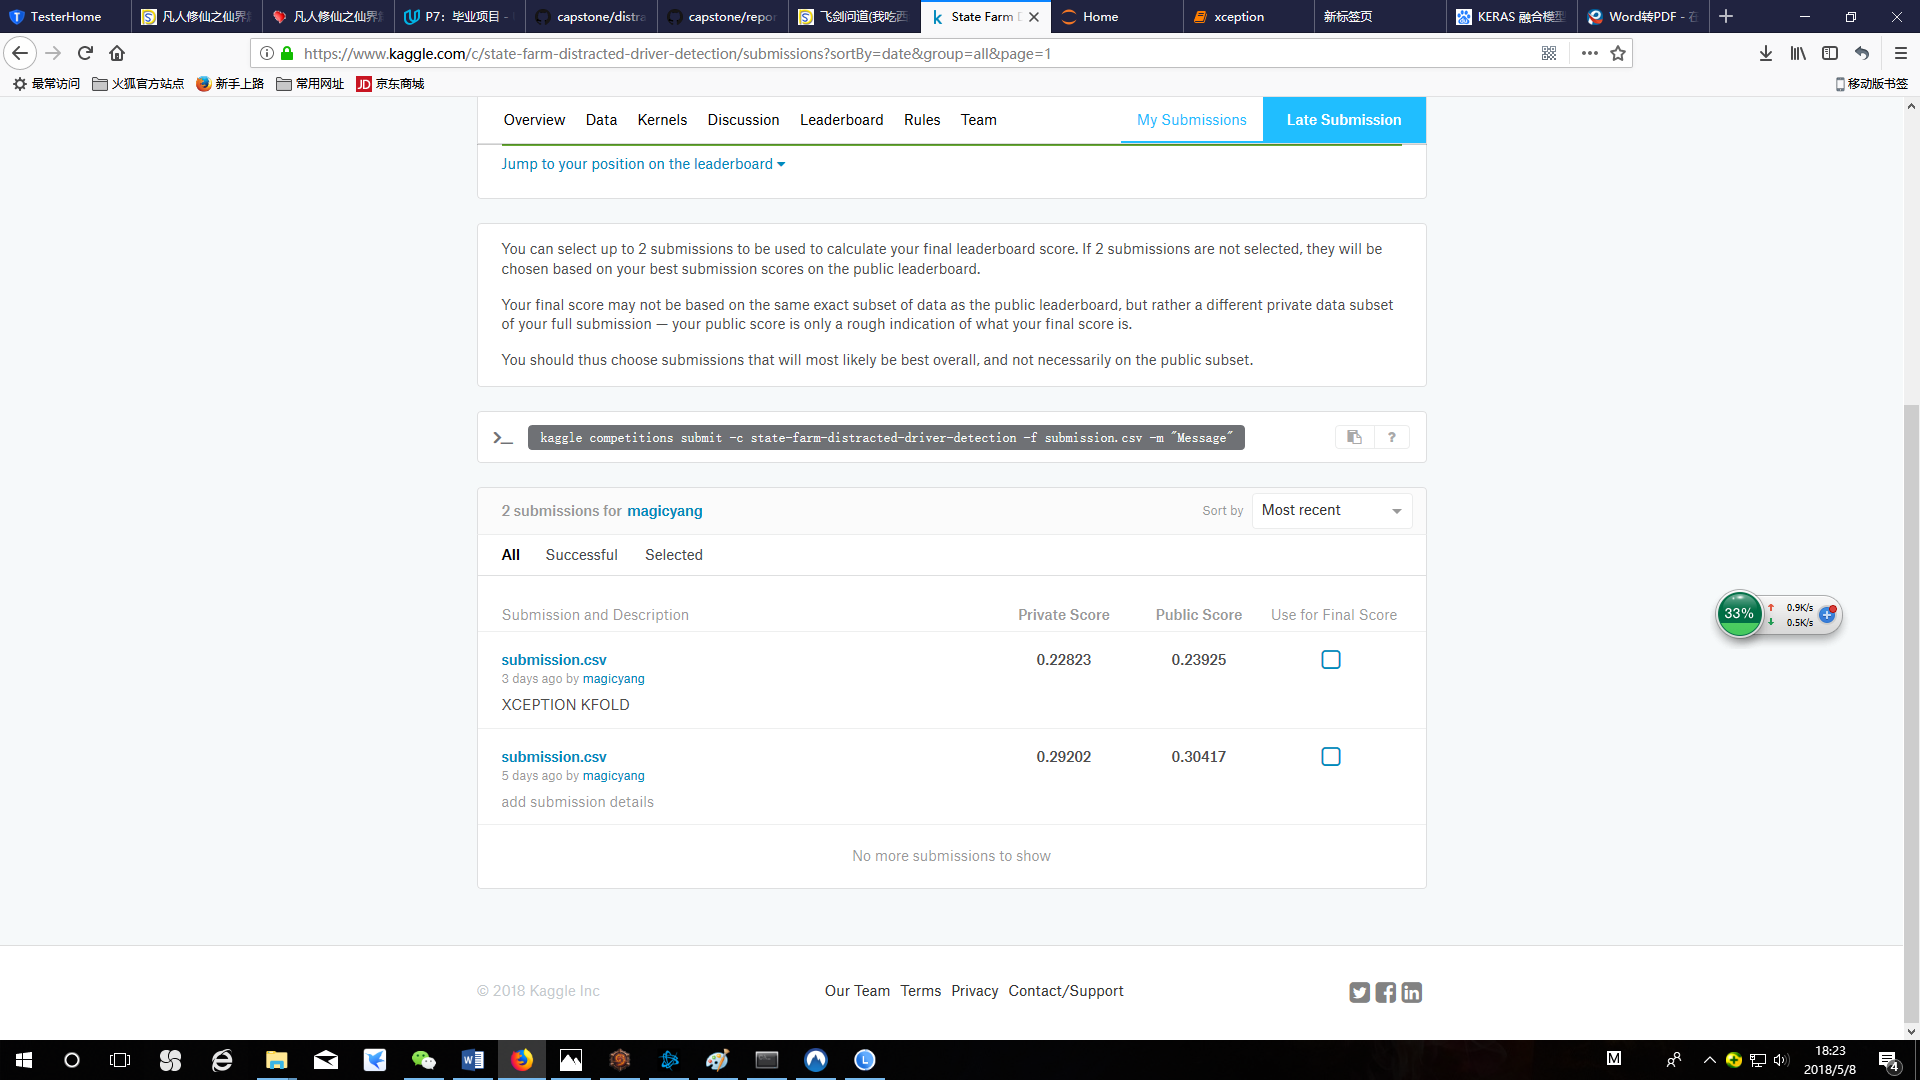 TesterHome
凡人修仙之仙界
凡人修仙之仙界
P7：毕业项目 -
capstone/distra
capstone/repor
飞剑问道(我吃西
State Farm D
Home
xception
新标签页
KERAS 融合模型
Word转PDF - 在
https://www.kaggle.com/c/state-farm-distracted-driver-detection/submissions?sortBy=date&group=all&page=1
最常访问
火狐官方站点
新手上路
常用网址
JD 京东商城
移动版书签
Overview
Data
Kernels
Discussion
Leaderboard
Rules
Team
My Submissions
Late Submission
Jump to your position on the leaderboard
You can select up to 2 submissions to be used to calculate your final leaderboard score. If 2 submissions are not selected, they will be
chosen based on your best submission scores on the public leaderboard.
Your final score may not be based on the same exact subset of data as the public leaderboard, but rather a different private data subset
of your full submission — your public score is only a rough indication of what your final score is.
You should thus choose submissions that will most likely be best overall, and not necessarily on the public subset.
kaggle competitions submit -c state-farm-distracted-driver-detection -f submission.csv -m "Message"
?
2 submissions for magicyang
Sort by
Most recent
All
Successful
Selected
Submission and Description
Private Score
Public Score
Use for Final Score
submission.csv
0.22823
0.23925
3 days ago by magicyang
XCEPTION KFOLD
submission.csv
0.29202
0.30417
5 days ago by magicyang
add submission details
No more submissions to show
33%
0.9K/s
0.5K/s
© 2018 Kaggle Inc
Our Team
Terms
Privacy
Contact/Support
M
18:23
2018/5/8
4